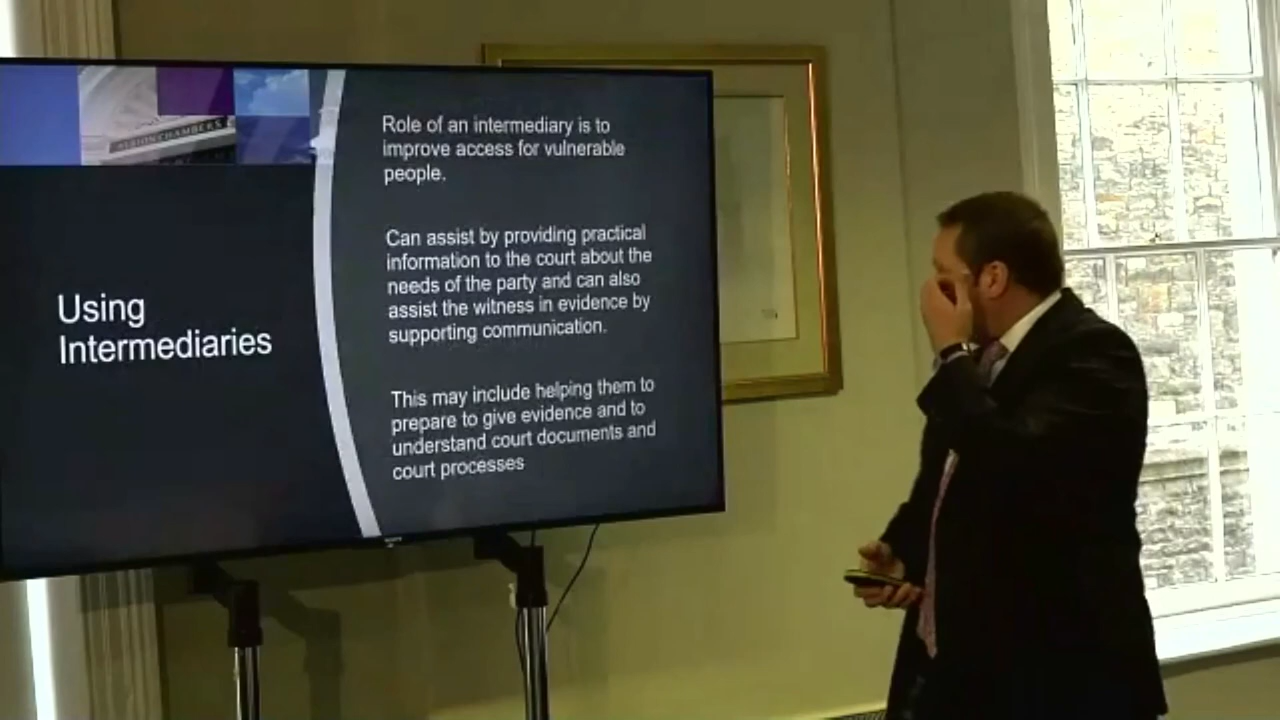 ALBION CHAMBERS
Using
Intermediaries
Role of an intermediary is to
improve access for vulnerable
people.
Can assist by providing practical
information to the court about the
needs of the party and can also
assist the witness in evidence by
supporting communication.
This may include helping them to
prepare to give evidence and to
understand court documents and
court processes